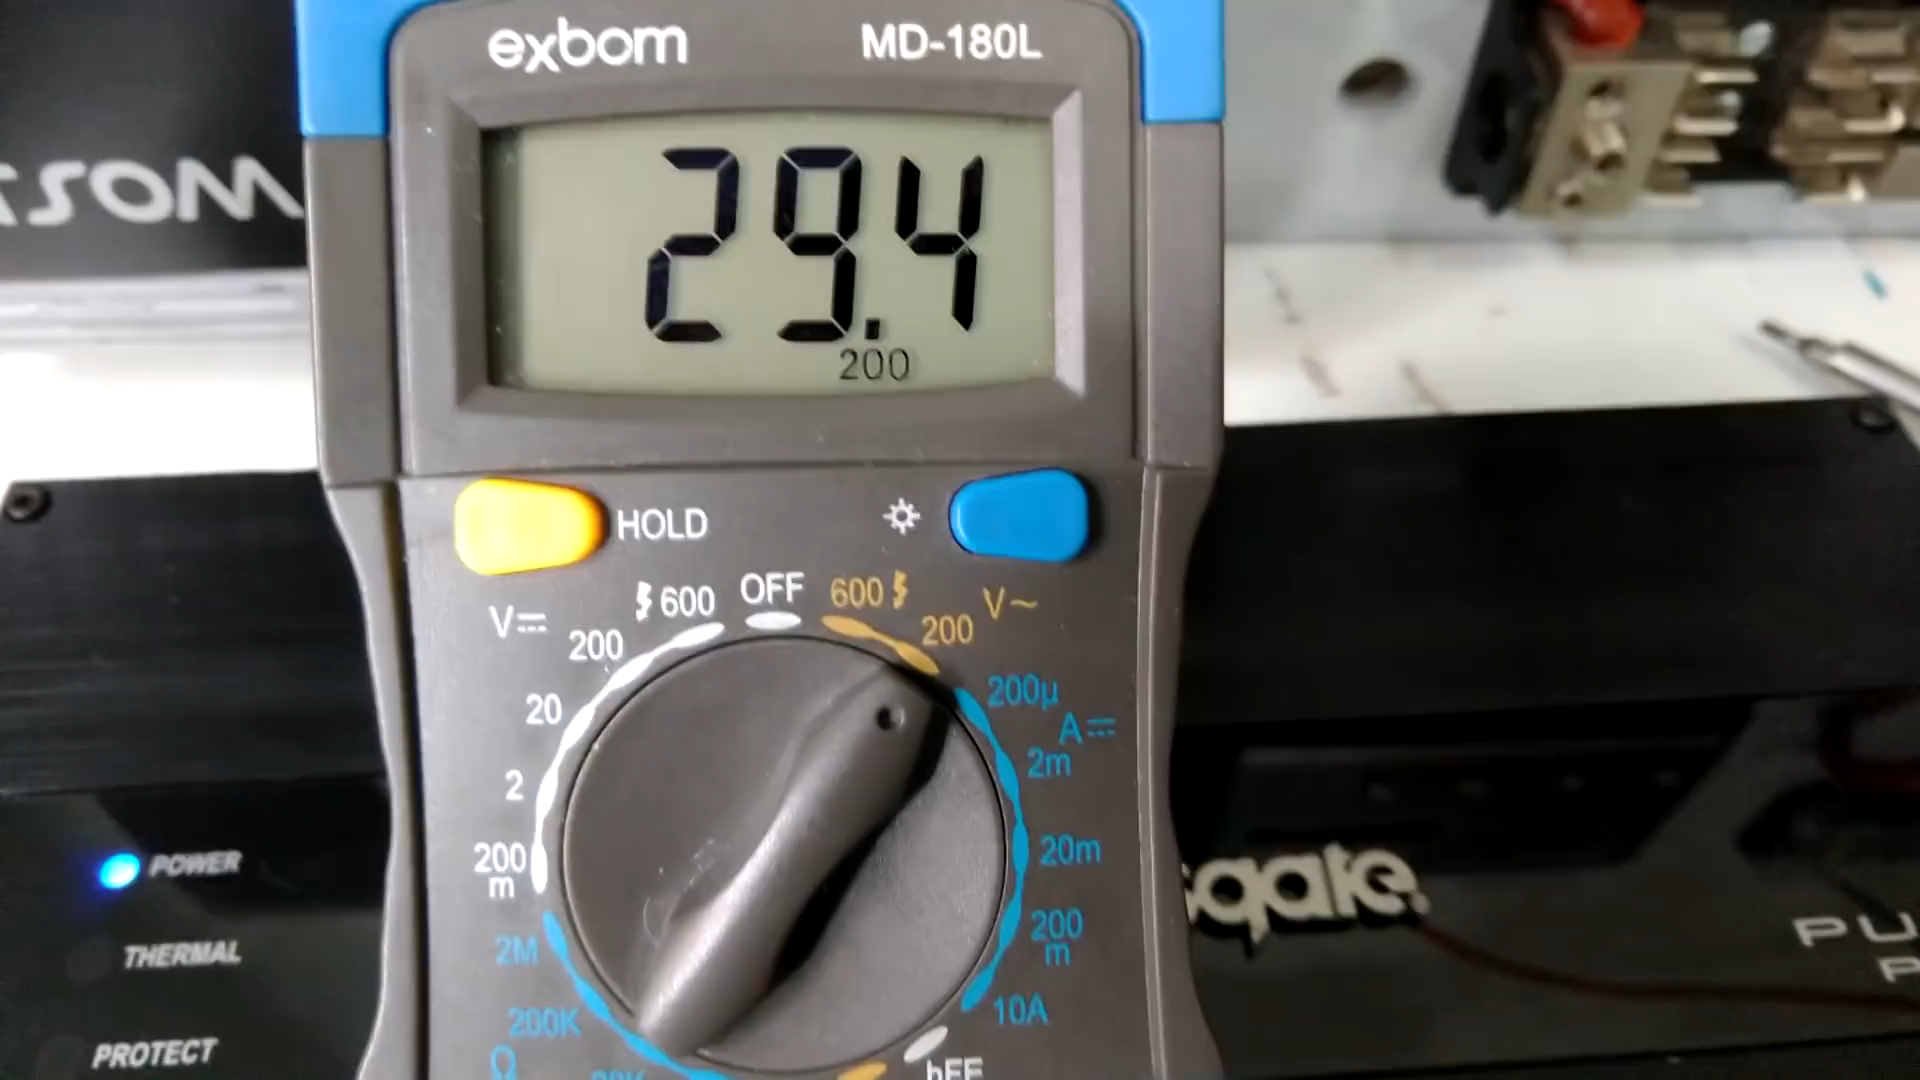 exbom MD-180L
29.4
200
HOLD
OFF
600 600
V V~
200 200
200µ
A
20
2m
2
200
m
20m
2M
200
m
200K
10A
Ω
hFE
POWER
THERMAL
PROTECT